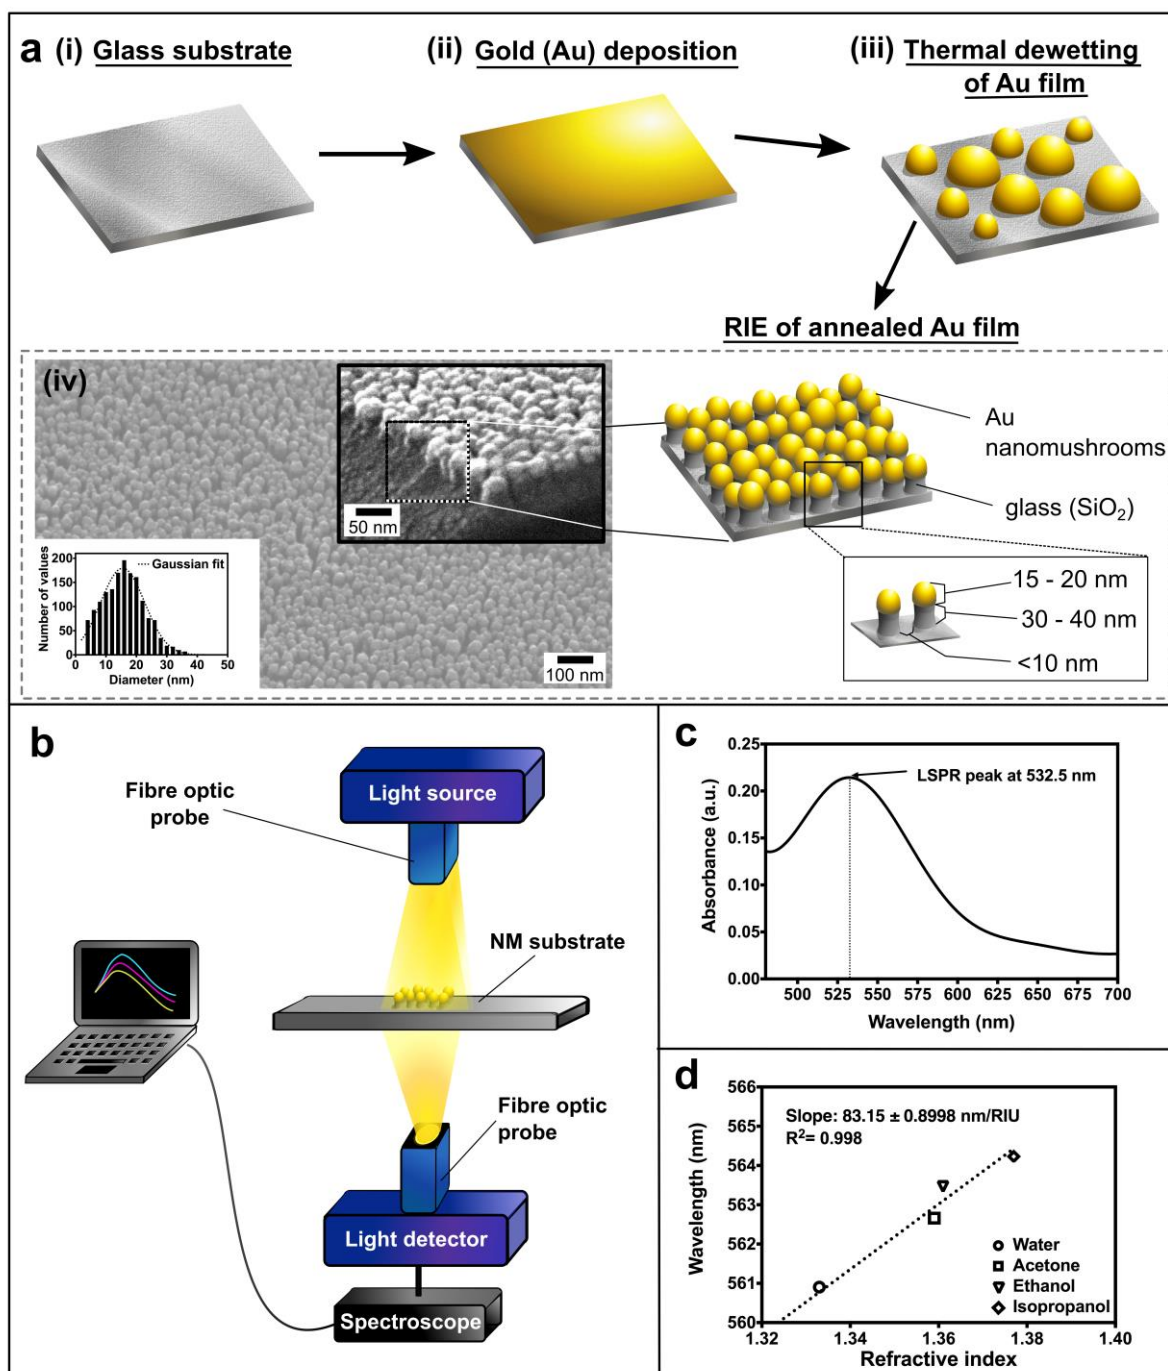 a (i) Glass substrate
(ii) Gold (Au) deposition
(iii) Thermal dewetting
of Au film
RIE of annealed Au film
(iv)
50 nm
100 nm
Number of values
200
150
100
50
0
Gaussian fit
0 10 20 30 40 50
Diameter (nm)
Au
nanomushrooms
glass (SiO₂)
15 - 20 nm
30 - 40 nm
<10 nm
b
Light source
Fibre optic
probe
NM substrate
Fibre optic
probe
Light detector
Spectroscope
c
LSPR peak at 532.5 nm
Absorbance (a.u.)
0.25
0.20
0.15
0.10
0.05
0.00
500 525 550 575 600 625 650 675 700
Wavelength (nm)
d
Slope: 83.15 ± 0.8998 nm/RIU
R²= 0.998
Wavelength (nm)
566
565
564
563
562
561
560
Water
Acetone
Ethanol
Isopropanol
1.32 1.34 1.36 1.38 1.40
Refractive index